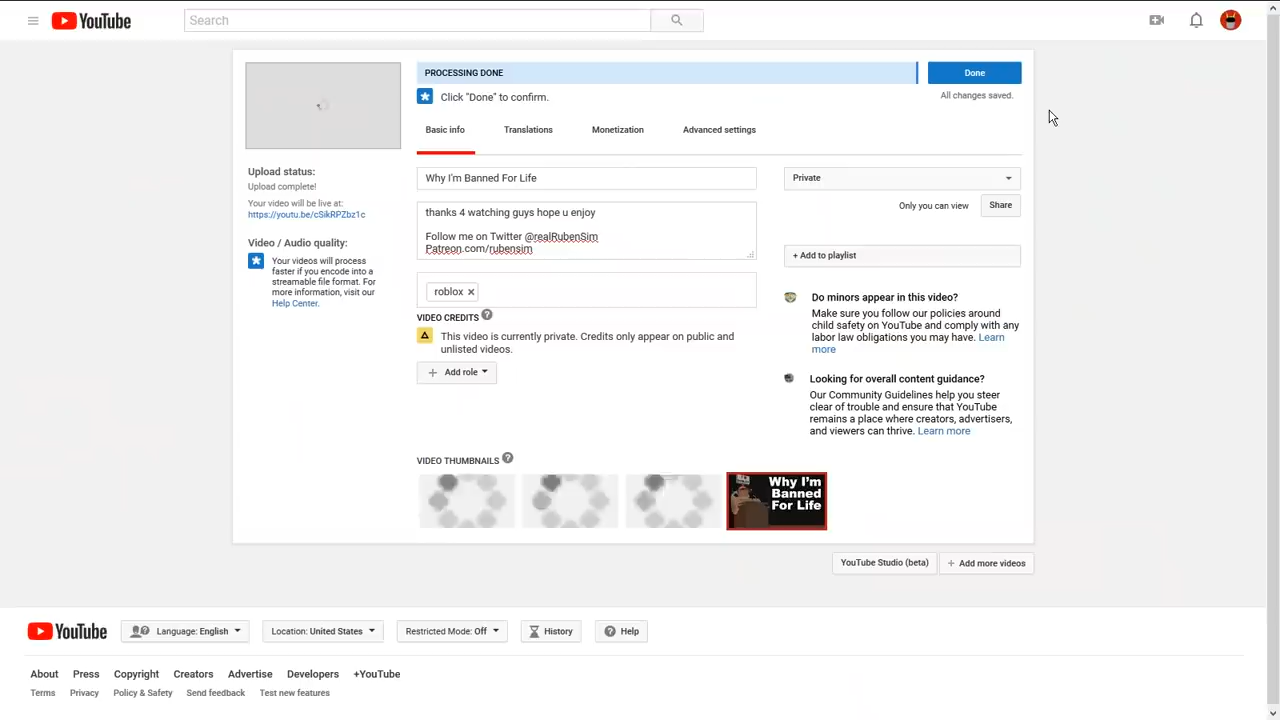 YouTube
Search
PROCESSING DONE
Done
Click "Done" to confirm.
All changes saved.
Basic info
Translations
Monetization
Advanced settings
Upload status:
Upload complete!
Your video will be live at:
https://youtu.be/cSikRPZbz1c
Video / Audio quality:
Your videos will process
faster if you encode into a
streamable file format. For
more information, visit our
Help Center.
Why I'm Banned For Life
thanks 4 watching guys hope u enjoy
Follow me on Twitter @realRubenSim
Patreon.com/rubensim
roblox
VIDEO CREDITS
This video is currently private. Credits only appear on public and
unlisted videos.
Add role
Private
Only you can view
Share
+ Add to playlist
Do minors appear in this video?
Make sure you follow our policies around
child safety on YouTube and comply with any
labor law obligations you may have. Learn
more
Looking for overall content guidance?
Our Community Guidelines help you steer
clear of trouble and ensure that YouTube
remains a place where creators, advertisers,
and viewers can thrive. Learn more
VIDEO THUMBNAILS
Why I'm
Banned
For Life
YouTube Studio (beta)
+ Add more videos
YouTube
Language: English
Location: United States
Restricted Mode: Off
History
Help
About
Press
Copyright
Creators
Advertise
Developers
+YouTube
Terms
Privacy
Policy & Safety
Send feedback
Test new features